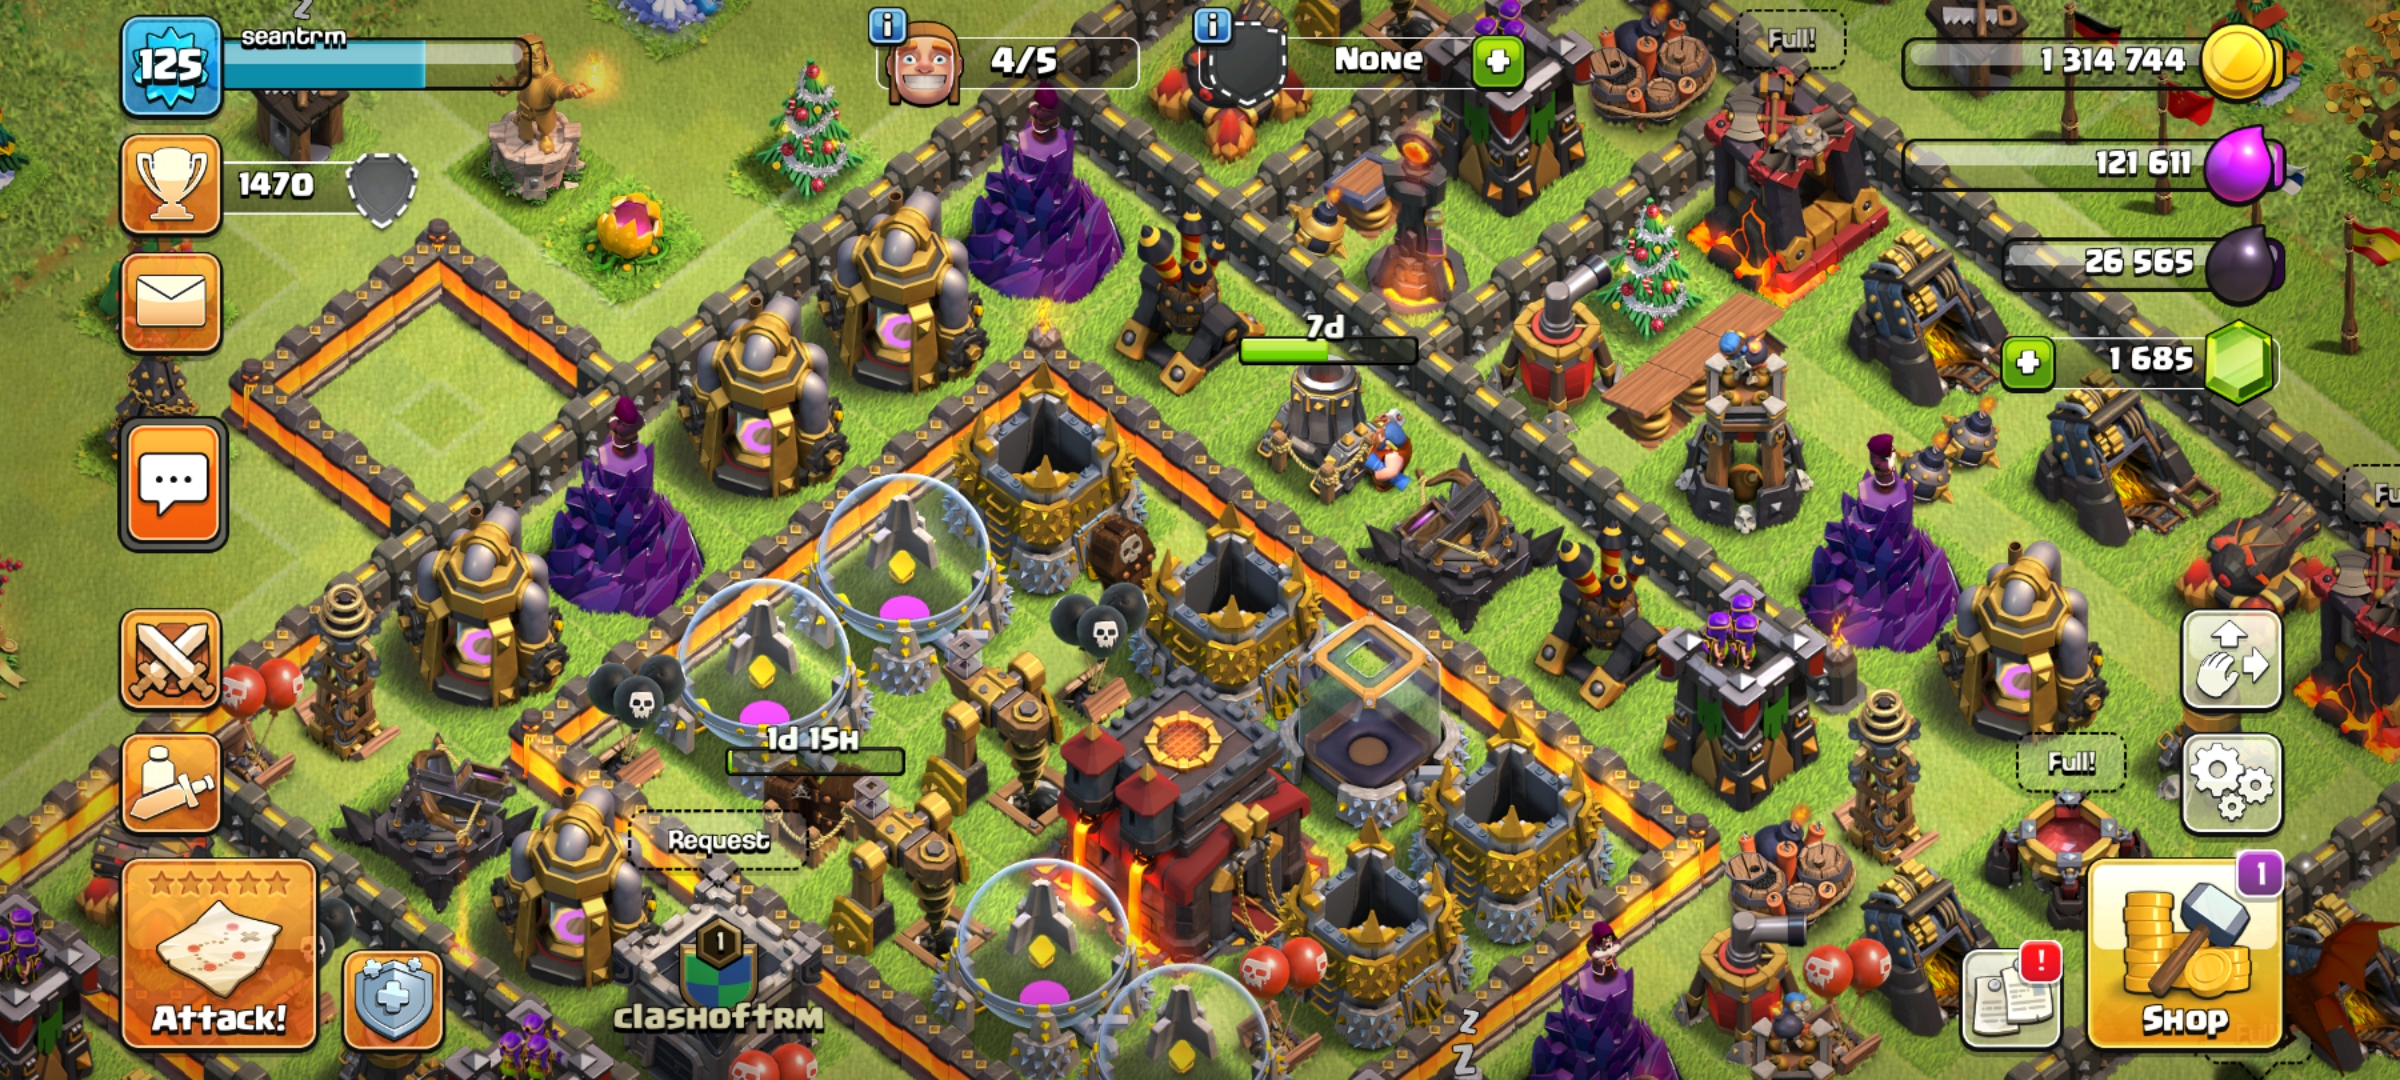 125
seantrm
4/5
None
Full!
1 314 744
1470
121 611
26 565
7d
1 685
1d 15H
Full!
Request
1
1
Attack!
clashoftrm
!
Shop
Z
Z